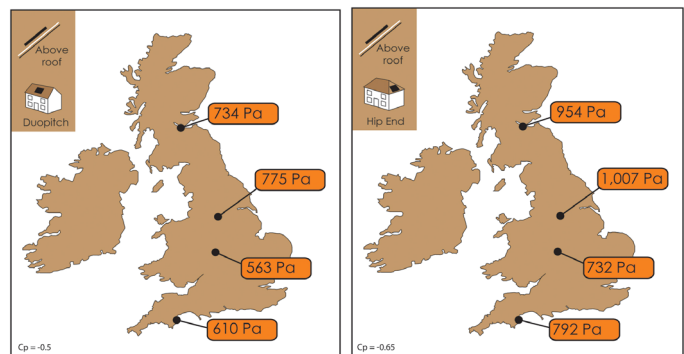 Above
roof
Duopitch
734 Pa
775 Pa
563 Pa
610 Pa
Cp = -0.5
Above
roof
Hip End
954 Pa
1,007 Pa
732 Pa
792 Pa
Cp = -0.65